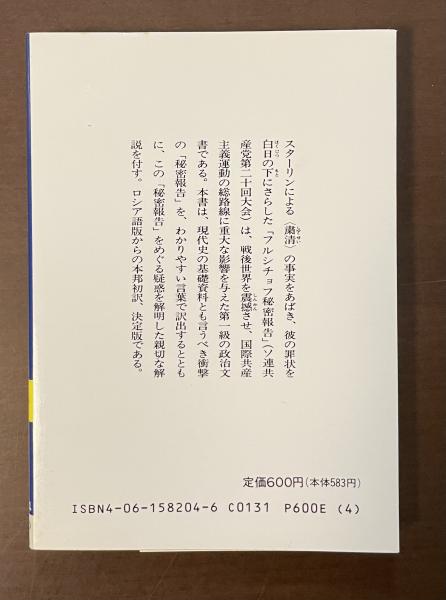 スターリンによる〈粛清〉の事実をあばき、彼の罪状を
白日の下にさらした「フルシチョフ秘密報告」(ソ連共
産党第二十回大会)は、戦後世界を震撼させ、国際共産
主義運動の総路線に重大な影響を与えた第一級の政治文
書である。本書は、現代史の基礎資料とも言うべき衝撃
の「秘密報告」を、わかりやすい言葉で訳出するととも
に、この「秘密報告」をめぐる疑惑を解明した親切な解
説を付す。ロシア語版からの本邦初訳、決定版である。
定価600円(本体583円)
ISBN4-06-158204-6 C0131 P600E (4)